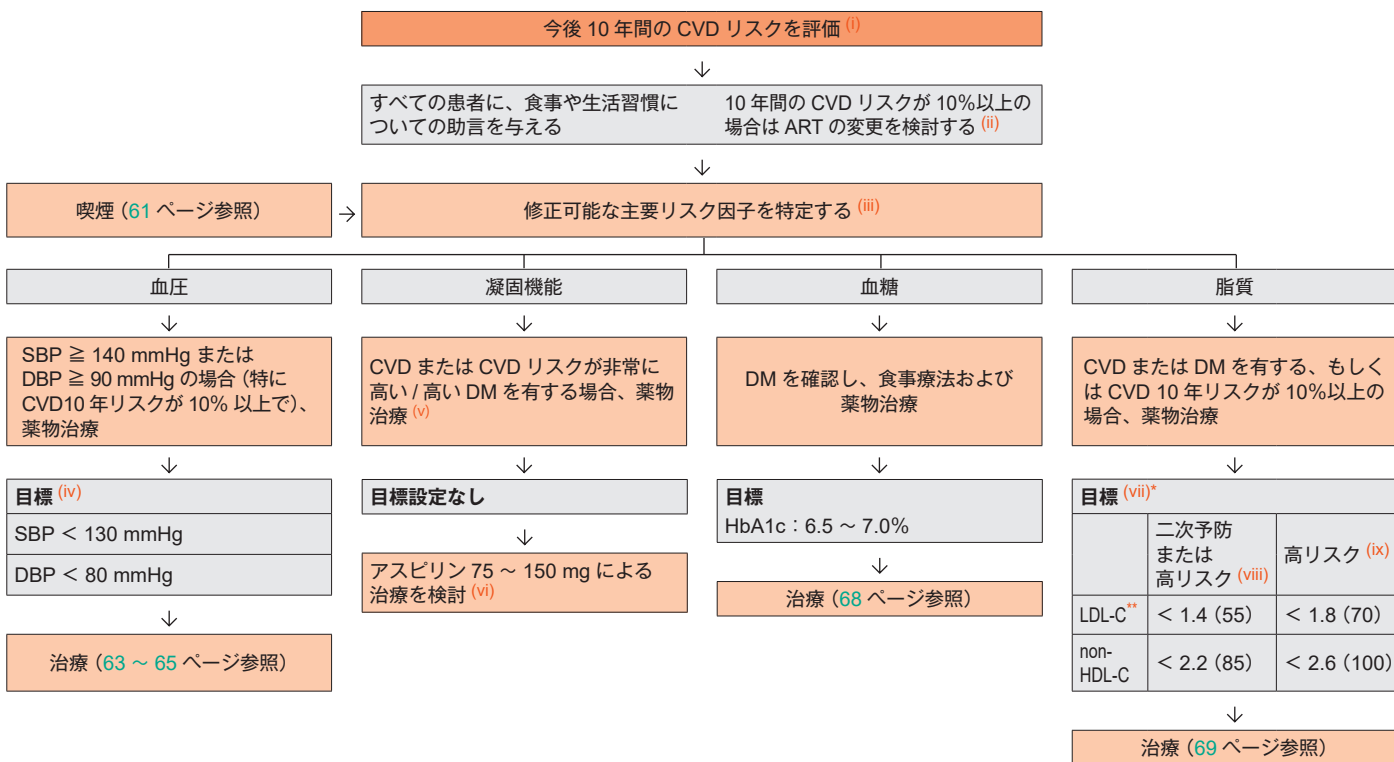 今後 10 年間の CVD リスクを評価 (i)
↓
すべての患者に、食事や生活習慣に
ついての助言を与える
10 年間の CVD リスクが 10%以上の
場合は ART の変更を検討する (ii)
↓
喫煙（61 ページ参照）
→
修正可能な主要リスク因子を特定する (iii)
血圧
↓
SBP ≧ 140 mmHg または
DBP ≧ 90 mmHg の場合（特に
CVD10 年リスクが 10% 以上で）、
薬物治療
↓
目標 (iv)
SBP < 130 mmHg
DBP < 80 mmHg
↓
治療（63 ～ 65 ページ参照）
凝固機能
↓
CVD または CVD リスクが非常に
高い / 高い DM を有する場合、薬物
治療 (v)
↓
目標設定なし
↓
アスピリン 75 ～ 150 mg による
治療を検討 (vi)
血糖
↓
DM を確認し、食事療法および
薬物治療
↓
目標
HbA1c：6.5 ～ 7.0%
↓
治療（68 ページ参照）
脂質
↓
CVD または DM を有する、もしく
は CVD 10 年リスクが 10%以上の
場合、薬物治療
↓
目標 (vii)*
二次予防
または
高リスク (viii)
高リスク (ix)
LDL-C** < 1.4（55） < 1.8（70）
non-
HDL-C < 2.2（85） < 2.6（100）
↓
治療（69 ページ参照）